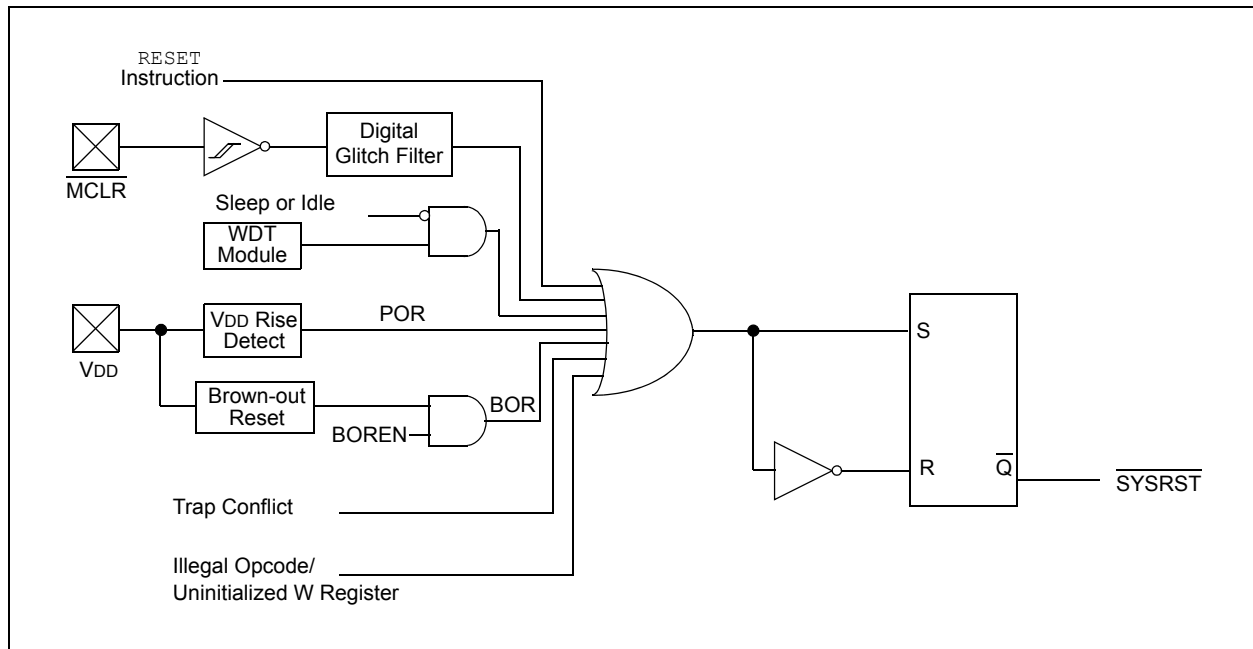 RESET
Instruction
MCLR
Digital
Glitch Filter
Sleep or Idle
WDT
Module
VDD
VDD Rise
Detect
POR
Brown-out
Reset
BOREN
BOR
Trap Conflict
Illegal Opcode/
Uninitialized W Register
S
R
Q
SYSRST